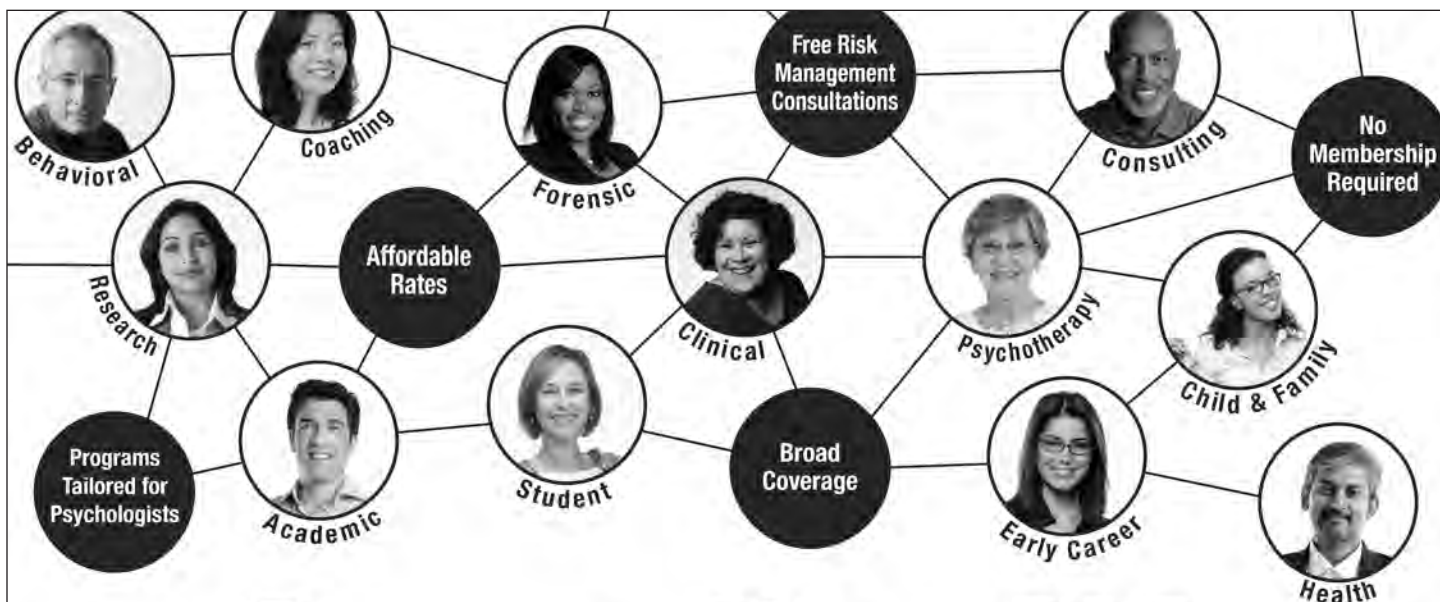 Behavioral
Coaching
Forensic
Free Risk
Management
Consultations
Consulting
No
Membership
Required
Research
Affordable
Rates
Clinical
Psychotherapy
Child & Family
Programs
Tailored for
Psychologists
Academic
Student
Broad
Coverage
Early Career
Health